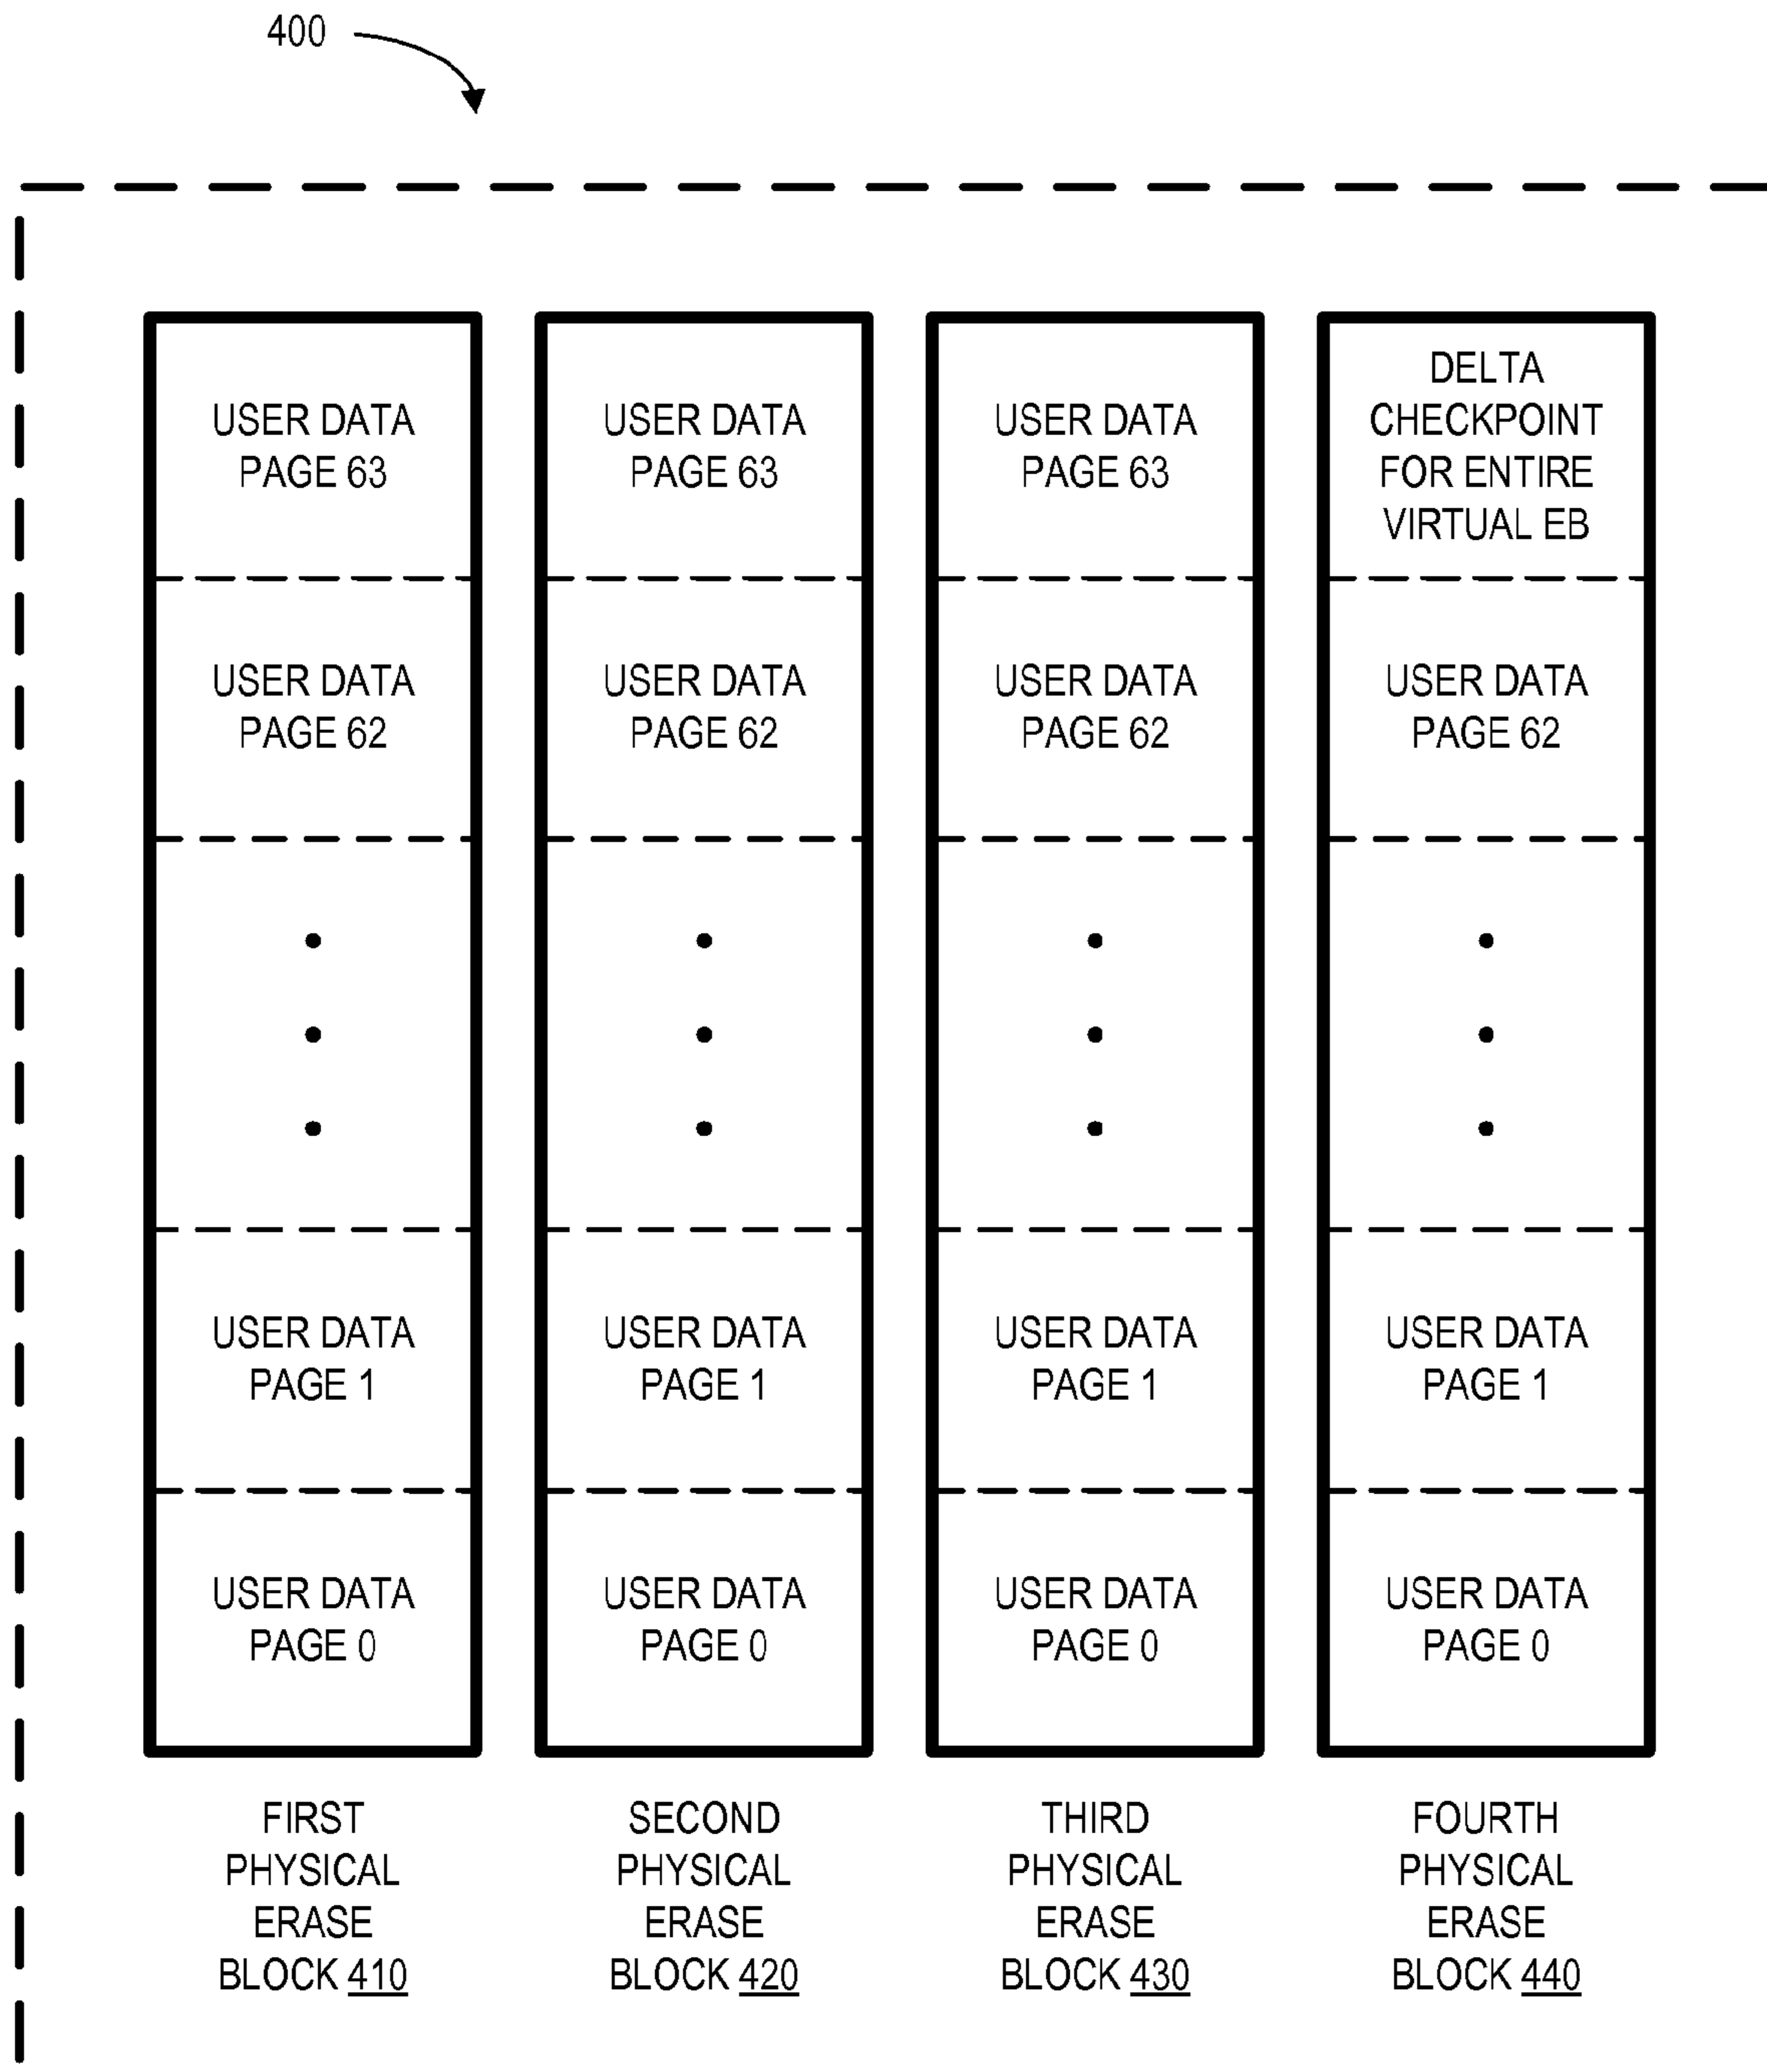 400
USER DATA
PAGE 63
USER DATA
PAGE 62
USER DATA
PAGE 1
USER DATA
PAGE 0
FIRST
PHYSICAL
ERASE
BLOCK 410
USER DATA
PAGE 63
USER DATA
PAGE 62
USER DATA
PAGE 1
USER DATA
PAGE 0
SECOND
PHYSICAL
ERASE
BLOCK 420
USER DATA
PAGE 63
USER DATA
PAGE 62
USER DATA
PAGE 1
USER DATA
PAGE 0
THIRD
PHYSICAL
ERASE
BLOCK 430
DELTA
CHECKPOINT
FOR ENTIRE
VIRTUAL EB
USER DATA
PAGE 62
USER DATA
PAGE 1
USER DATA
PAGE 0
FOURTH
PHYSICAL
ERASE
BLOCK 440